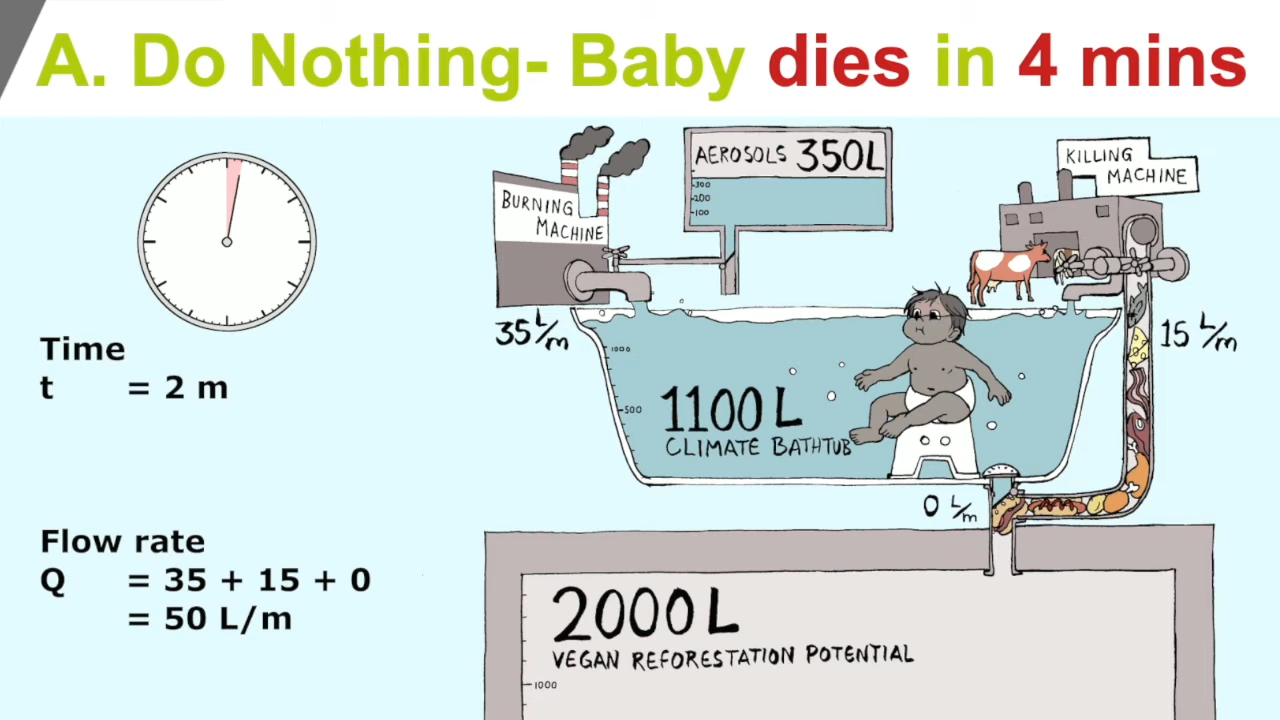 A. Do Nothing- Baby dies in 4 mins
AEROSOLS 350L
300
200
100
KILLING
MACHINE
BURNING
MACHINE
35 L/m
15 L/m
1000
500
1100 L
CLIMATE BATHTUB
0 L/m
Time
t = 2 m
Flow rate
Q = 35 + 15 + 0
= 50 L/m
2000 L
VEGAN REFORESTATION POTENTIAL
1000